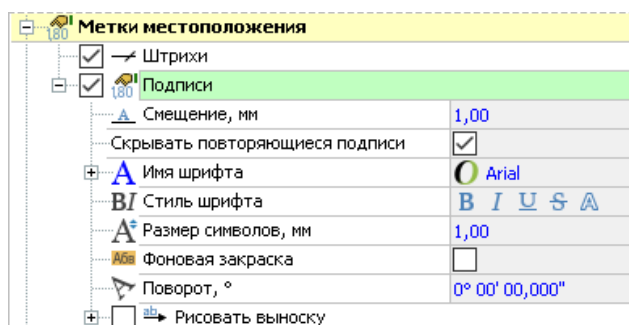 Метки местоположения
Штрихи
Подписи
Смещение, мм 1,00
Скрывать повторяющиеся подписи
Имя шрифта Arial
Стиль шрифта B I U S A
Размер символов, мм 1,00
Фоновая закраска
Поворот, ° 0° 00' 00,000"
Рисовать выноску